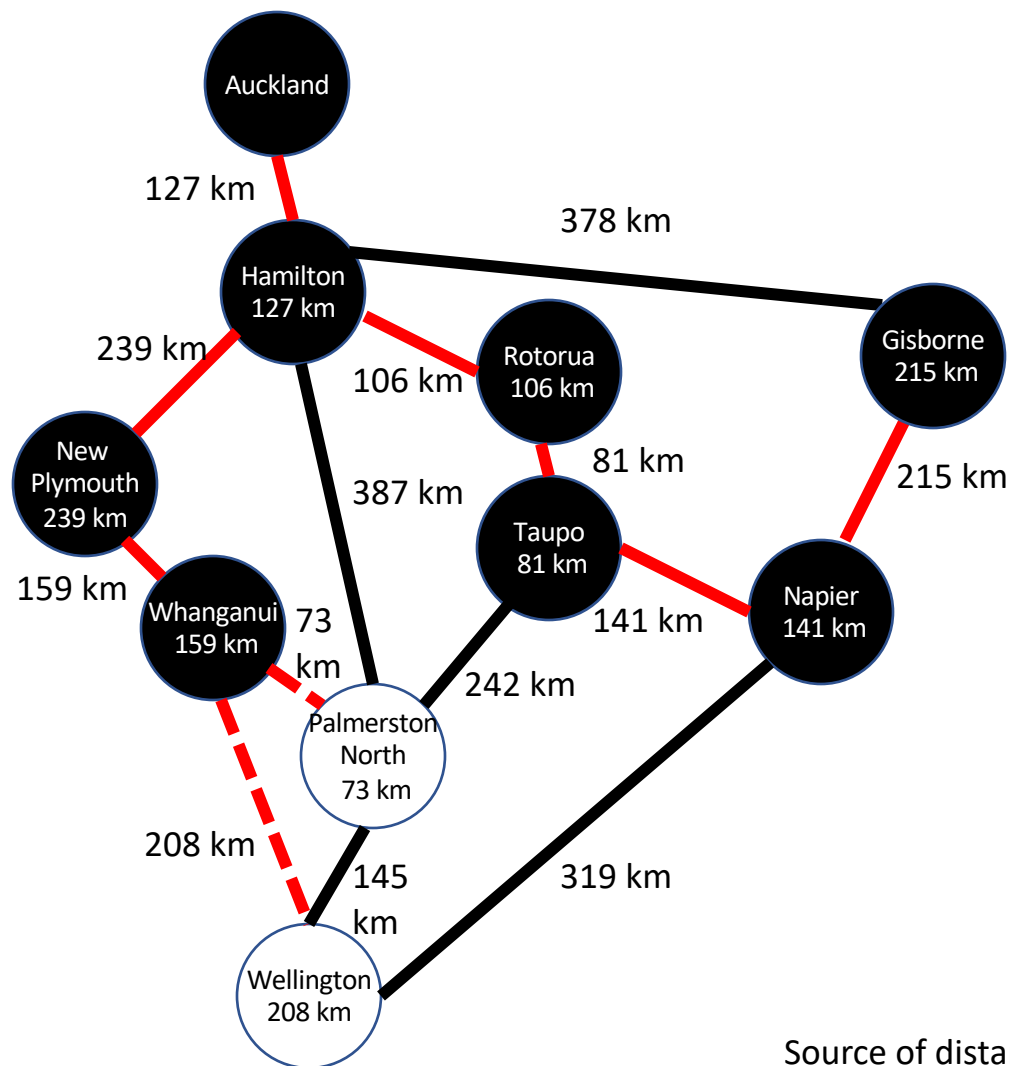 Auckland
127 km
378 km
Hamilton
127 km
Gisborne
215 km
239 km
Rotorua
106 km
106 km
New
Plymouth
239 km
387 km
81 km
215 km
Taupo
81 km
159 km
Whanganui
159 km
73
km
141 km
Napier
141 km
242 km
Palmerston
North
73 km
208 km
145
km
319 km
Wellington
208 km
Source of dista